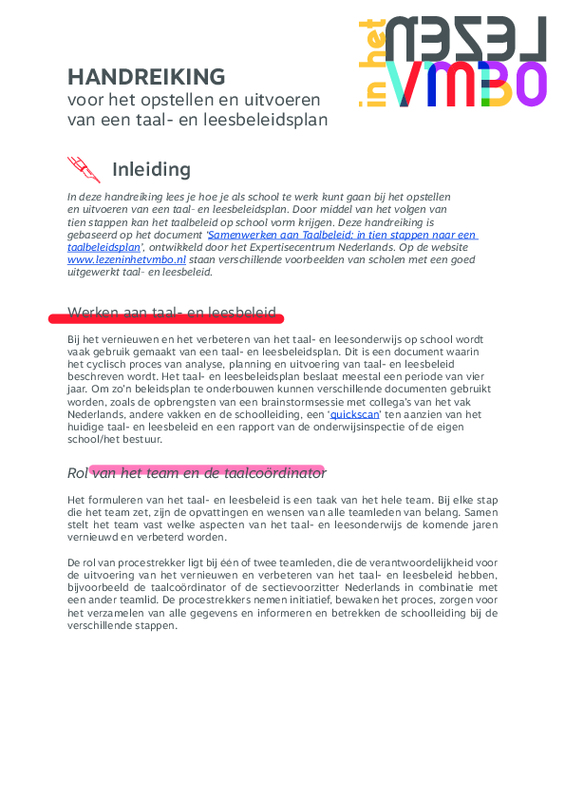 LEZEN
in het
VMBO
HANDREIKING
voor het opstellen en uitvoeren
van een taal- en leesbeleidsplan
Inleiding
In deze handreiking lees je hoe je als school te werk kunt gaan bij het opstellen
en uitvoeren van een taal- en leesbeleidsplan. Door middel van het volgen van
tien stappen kan het taalbeleid op school vorm krijgen. Deze handreiking is
gebaseerd op het document ‘Samenwerken aan Taalbeleid: in tien stappen naar een
taalbeleidsplan’, ontwikkeld door het Expertisecentrum Nederlands. Op de website
www.lezeninhetvmbo.nl staan verschillende voorbeelden van scholen met een goed
uitgewerkt taal- en leesbeleid.
Werken aan taal- en leesbeleid
Bij het vernieuwen en het verbeteren van het taal- en leesonderwijs op school wordt
vaak gebruik gemaakt van een taal- en leesbeleidsplan. Dit is een document waarin
het cyclisch proces van analyse, planning en uitvoering van taal- en leesbeleid
beschreven wordt. Het taal- en leesbeleidsplan beslaat meestal een periode van vier
jaar. Om zo’n beleidsplan te onderbouwen kunnen verschillende documenten gebruikt
worden, zoals de opbrengsten van een brainstormsessie met collega’s van het vak
Nederlands, andere vakken en de schoolleiding, een ‘quickscan’ ten aanzien van het
huidige taal- en leesbeleid en een rapport van de onderwijsinspectie of de eigen
school/het bestuur.
Rol van het team en de taalcoördinator
Het formuleren van het taal- en leesbeleid is een taak van het hele team. Bij elke stap
die het team zet, zijn de opvattingen en wensen van alle teamleden van belang. Samen
stelt het team vast welke aspecten van het taal- en leesonderwijs de komende jaren
vernieuwd en verbeterd worden.
De rol van procestrekker ligt bij één of twee teamleden, die de verantwoordelijkheid voor
de uitvoering van het vernieuwen en verbeteren van het taal- en leesbeleid hebben,
bijvoorbeeld de taalcoördinator of de sectievoorzitter Nederlands in combinatie met
een ander teamlid. De procestrekkers nemen initiatief, bewaken het proces, zorgen voor
het verzamelen van alle gegevens en informeren en betrekken de schoolleiding bij de
verschillende stappen.